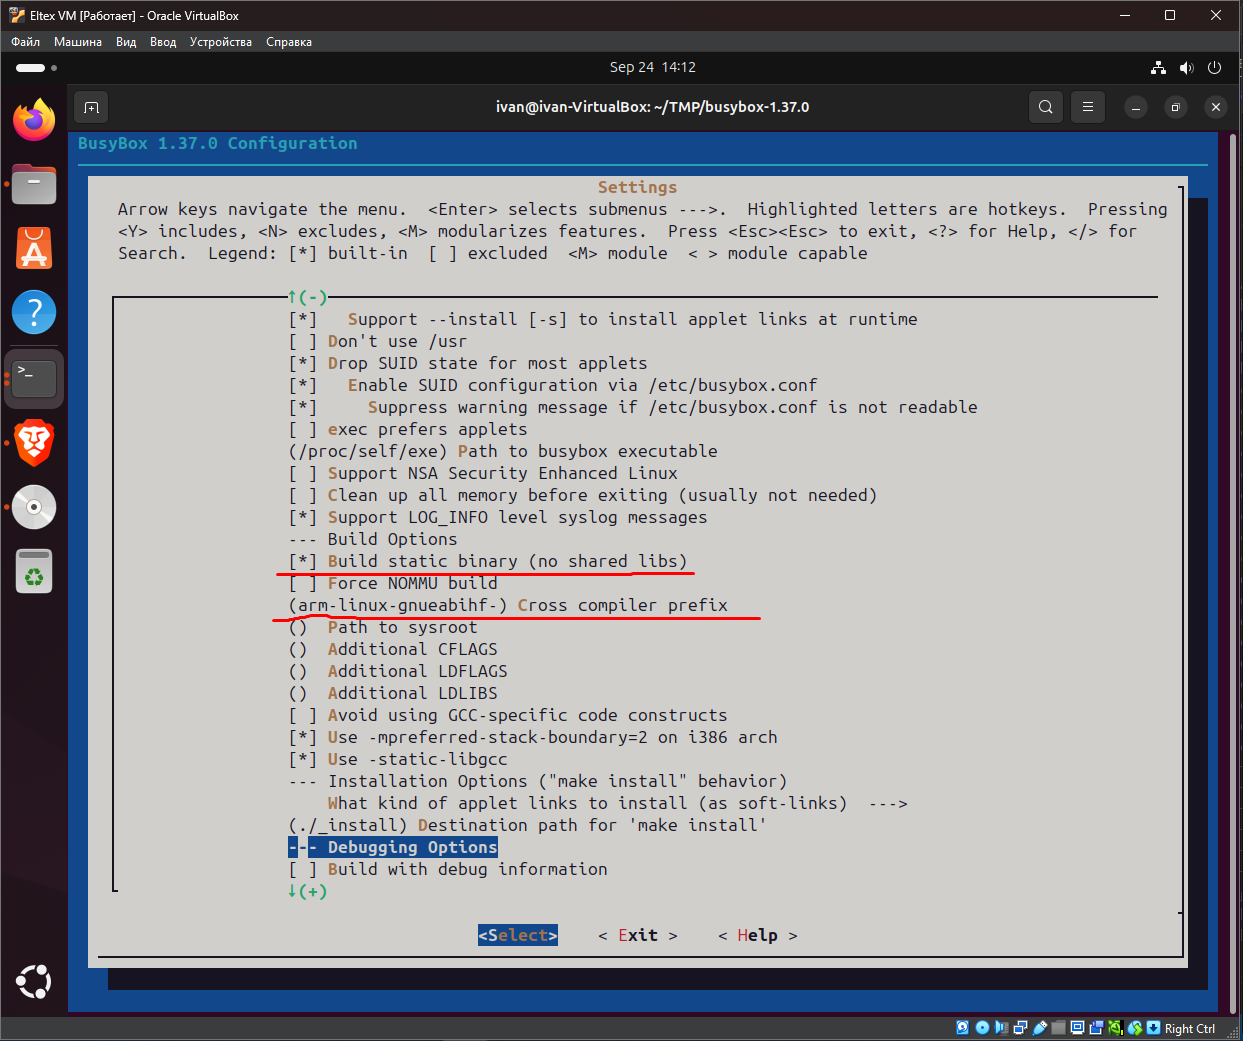 Eltex VM [Работает] - Oracle VirtualBox
Файл Машина Вид Ввод Устройства Справка
Sep 24 14:12
ivan@ivan-VirtualBox: ~/TMP/busybox-1.37.0
BusyBox 1.37.0 Configuration
Settings
Arrow keys navigate the menu.  <Enter> selects submenus --->.  Highlighted letters are hotkeys.  Pressing
<Y> includes, <N> excludes, <M> modularizes features.  Press <Esc><Esc> to exit, <?> for Help, </> for
Search.  Legend: [*] built-in  [ ] excluded  <M> module  < > module capable
↑(-)
[*]   Support --install [-s] to install applet links at runtime
[ ] Don't use /usr
[*] Drop SUID state for most applets
[*]   Enable SUID configuration via /etc/busybox.conf
[*]     Suppress warning message if /etc/busybox.conf is not readable
[ ] exec prefers applets
(/proc/self/exe) Path to busybox executable
[ ] Support NSA Security Enhanced Linux
[ ] Clean up all memory before exiting (usually not needed)
[*] Support LOG_INFO level syslog messages
--- Build Options
[*] Build static binary (no shared libs)
[ ] Force NOMMU build
(arm-linux-gnueabihf-) Cross compiler prefix
()  Path to sysroot
()  Additional CFLAGS
()  Additional LDFLAGS
()  Additional LDLIBS
[ ] Avoid using GCC-specific code constructs
[*] Use -mpreferred-stack-boundary=2 on i386 arch
[*] Use -static-libgcc
--- Installation Options ("make install" behavior)
    What kind of applet links to install (as soft-links)  --->
(./_install) Destination path for 'make install'
--- Debugging Options
[ ] Build with debug information
↓(+)
<Select>    < Exit >    < Help >
Right Ctrl